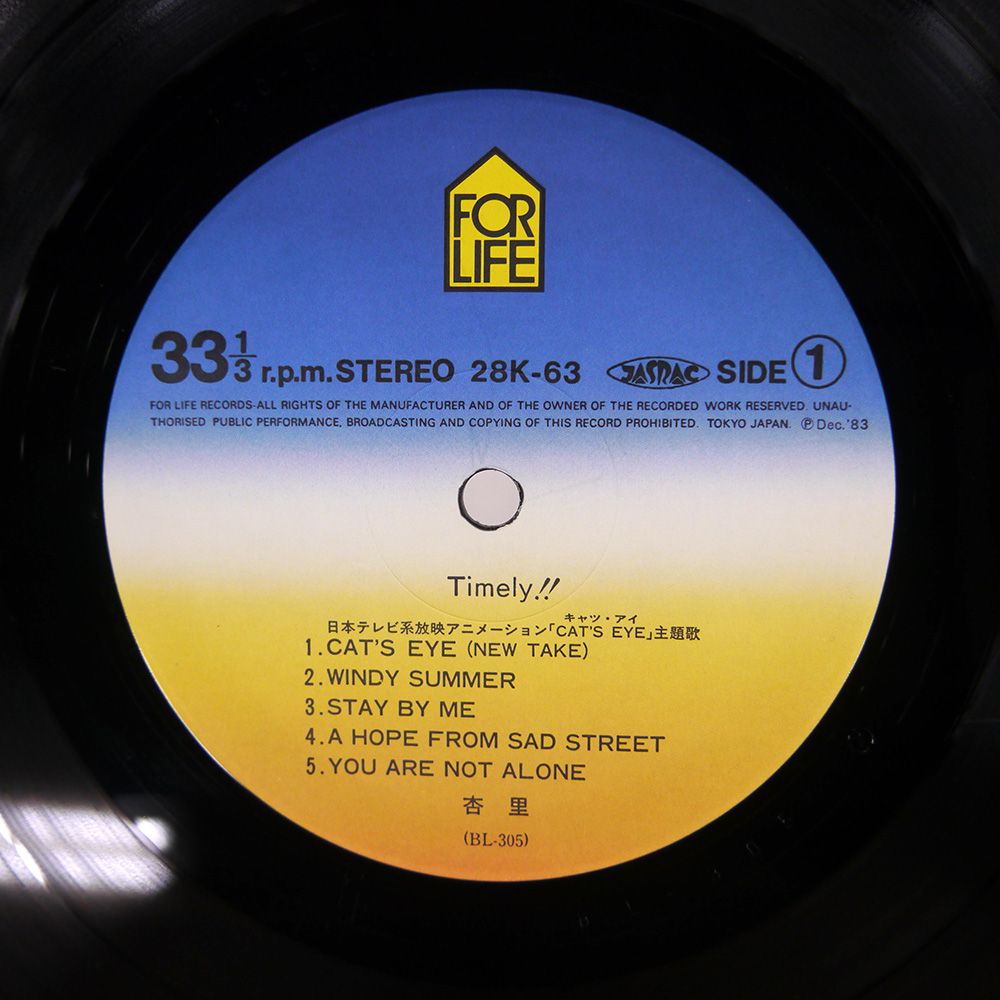 FOR
LIFE
33 1/3 r.p.m. STEREO 28K-63 JASRAC SIDE 1
FOR LIFE RECORDS-ALL RIGHTS OF THE MANUFACTURER AND OF THE OWNER OF THE RECORDED WORK RESERVED. UNAU-
THORISED PUBLIC PERFORMANCE, BROADCASTING AND COPYING OF THIS RECORD PROHIBITED. TOKYO JAPAN. ℗ Dec.'83
Timely!!
キャッツ・アイ
日本テレビ系放映アニメーション「CAT'S EYE」主題歌
1.CAT'S EYE (NEW TAKE)
2.WINDY SUMMER
3.STAY BY ME
4.A HOPE FROM SAD STREET
5.YOU ARE NOT ALONE
杏 里
(BL-305)